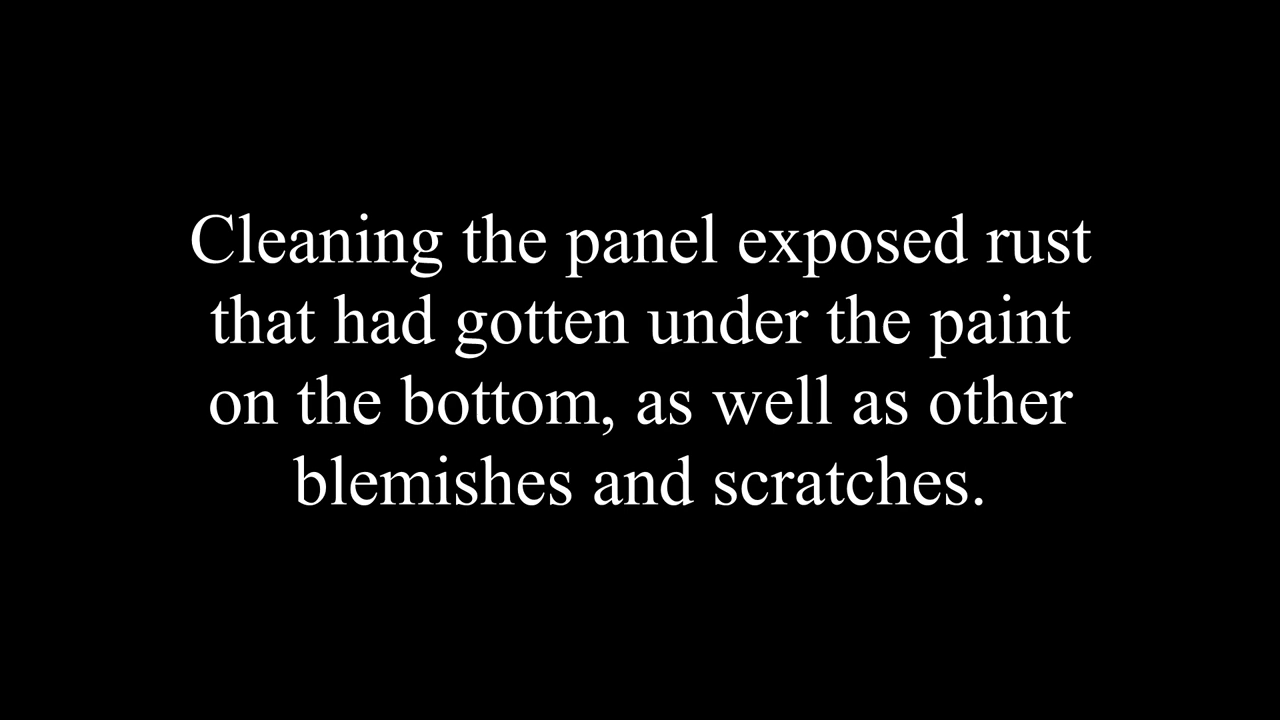 Cleaning the panel exposed rust
that had gotten under the paint
on the bottom, as well as other
blemishes and scratches.